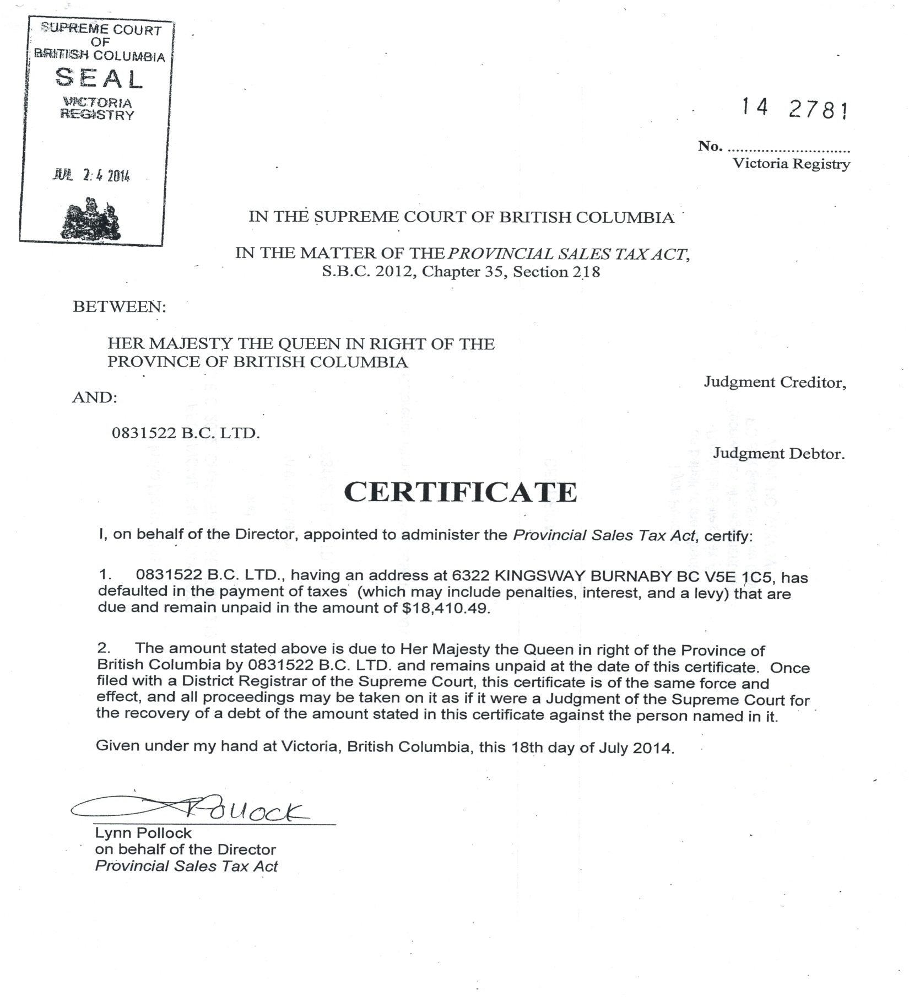 SUPREME COURT
OF
BRITISH COLUMBIA
SEAL
VICTORIA
REGISTRY
JUL 24 2014
14 2781
No. .............................
Victoria Registry
IN THE SUPREME COURT OF BRITISH COLUMBIA
IN THE MATTER OF THE PROVINCIAL SALES TAX ACT,
S.B.C. 2012, Chapter 35, Section 218
BETWEEN:
HER MAJESTY THE QUEEN IN RIGHT OF THE
PROVINCE OF BRITISH COLUMBIA
Judgment Creditor,
AND:
0831522 B.C. LTD.
Judgment Debtor.
CERTIFICATE
I, on behalf of the Director, appointed to administer the Provincial Sales Tax Act, certify:
1. 0831522 B.C. LTD., having an address at 6322 KINGSWAY BURNABY BC V5E 1C5, has
defaulted in the payment of taxes (which may include penalties, interest, and a levy) that are
due and remain unpaid in the amount of $18,410.49.
2. The amount stated above is due to Her Majesty the Queen in right of the Province of
British Columbia by 0831522 B.C. LTD. and remains unpaid at the date of this certificate. Once
filed with a District Registrar of the Supreme Court, this certificate is of the same force and
effect, and all proceedings may be taken on it as if it were a Judgment of the Supreme Court for
the recovery of a debt of the amount stated in this certificate against the person named in it.
Given under my hand at Victoria, British Columbia, this 18th day of July 2014.
Pollock
Lynn Pollock
on behalf of the Director
Provincial Sales Tax Act